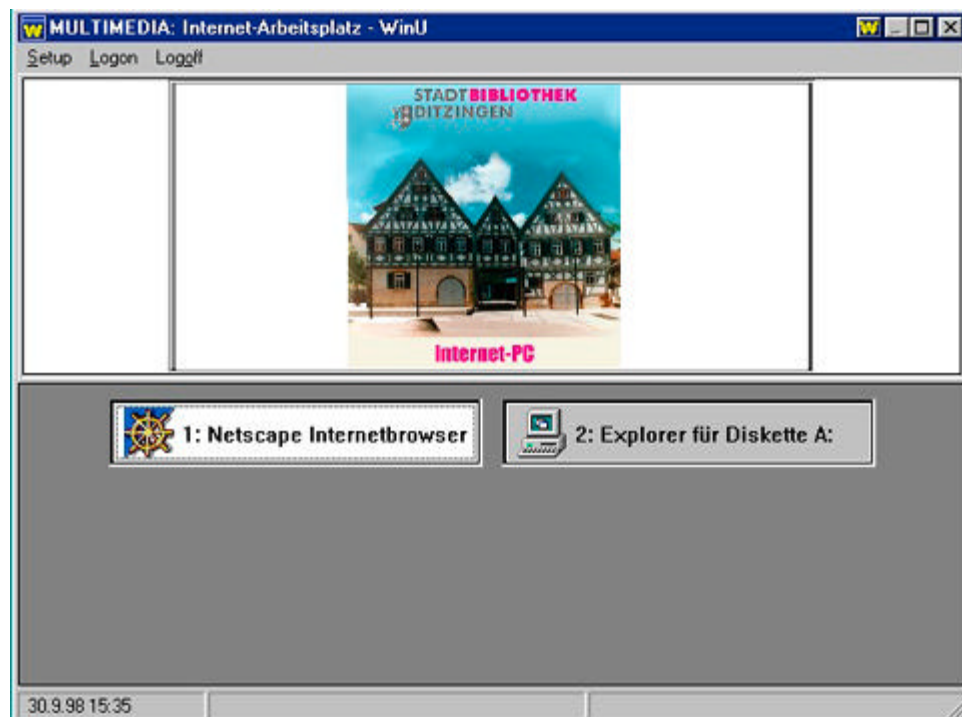 MULTIMEDIA: Internet-Arbeitsplatz - WinU
Setup Logon Logoff
STADTBIBLIOTHEK
DITZINGEN
Internet-PC
1: Netscape Internetbrowser
2: Explorer für Diskette A:
30.9.98 15:35